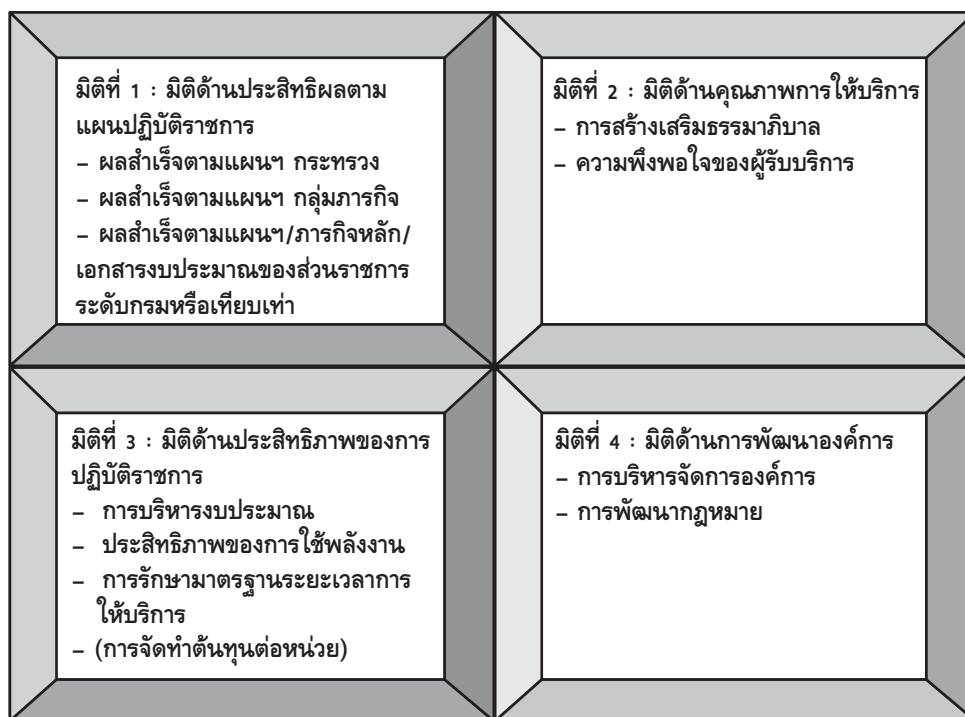 มิติที่ 1 : มิติด้านประสิทธิผลตาม
แผนปฏิบัติราชการ
– ผลสำเร็จตามแผนฯ กระทรวง
– ผลสำเร็จตามแผนฯ กลุ่มภารกิจ
– ผลสำเร็จตามแผนฯ/ภารกิจหลัก/
เอกสารงบประมาณของส่วนราชการ
ระดับกรมหรือเทียบเท่า
มิติที่ 2 : มิติด้านคุณภาพการให้บริการ
– การสร้างเสริมธรรมาภิบาล
– ความพึงพอใจของผู้รับบริการ
มิติที่ 3 : มิติด้านประสิทธิภาพของการ
ปฏิบัติราชการ
– การบริหารงบประมาณ
– ประสิทธิภาพของการใช้พลังงาน
– การรักษามาตรฐานระยะเวลาการ
ให้บริการ
– (การจัดทำต้นทุนต่อหน่วย)
มิติที่ 4 : มิติด้านการพัฒนาองค์การ
– การบริหารจัดการองค์การ
– การพัฒนากฎหมาย